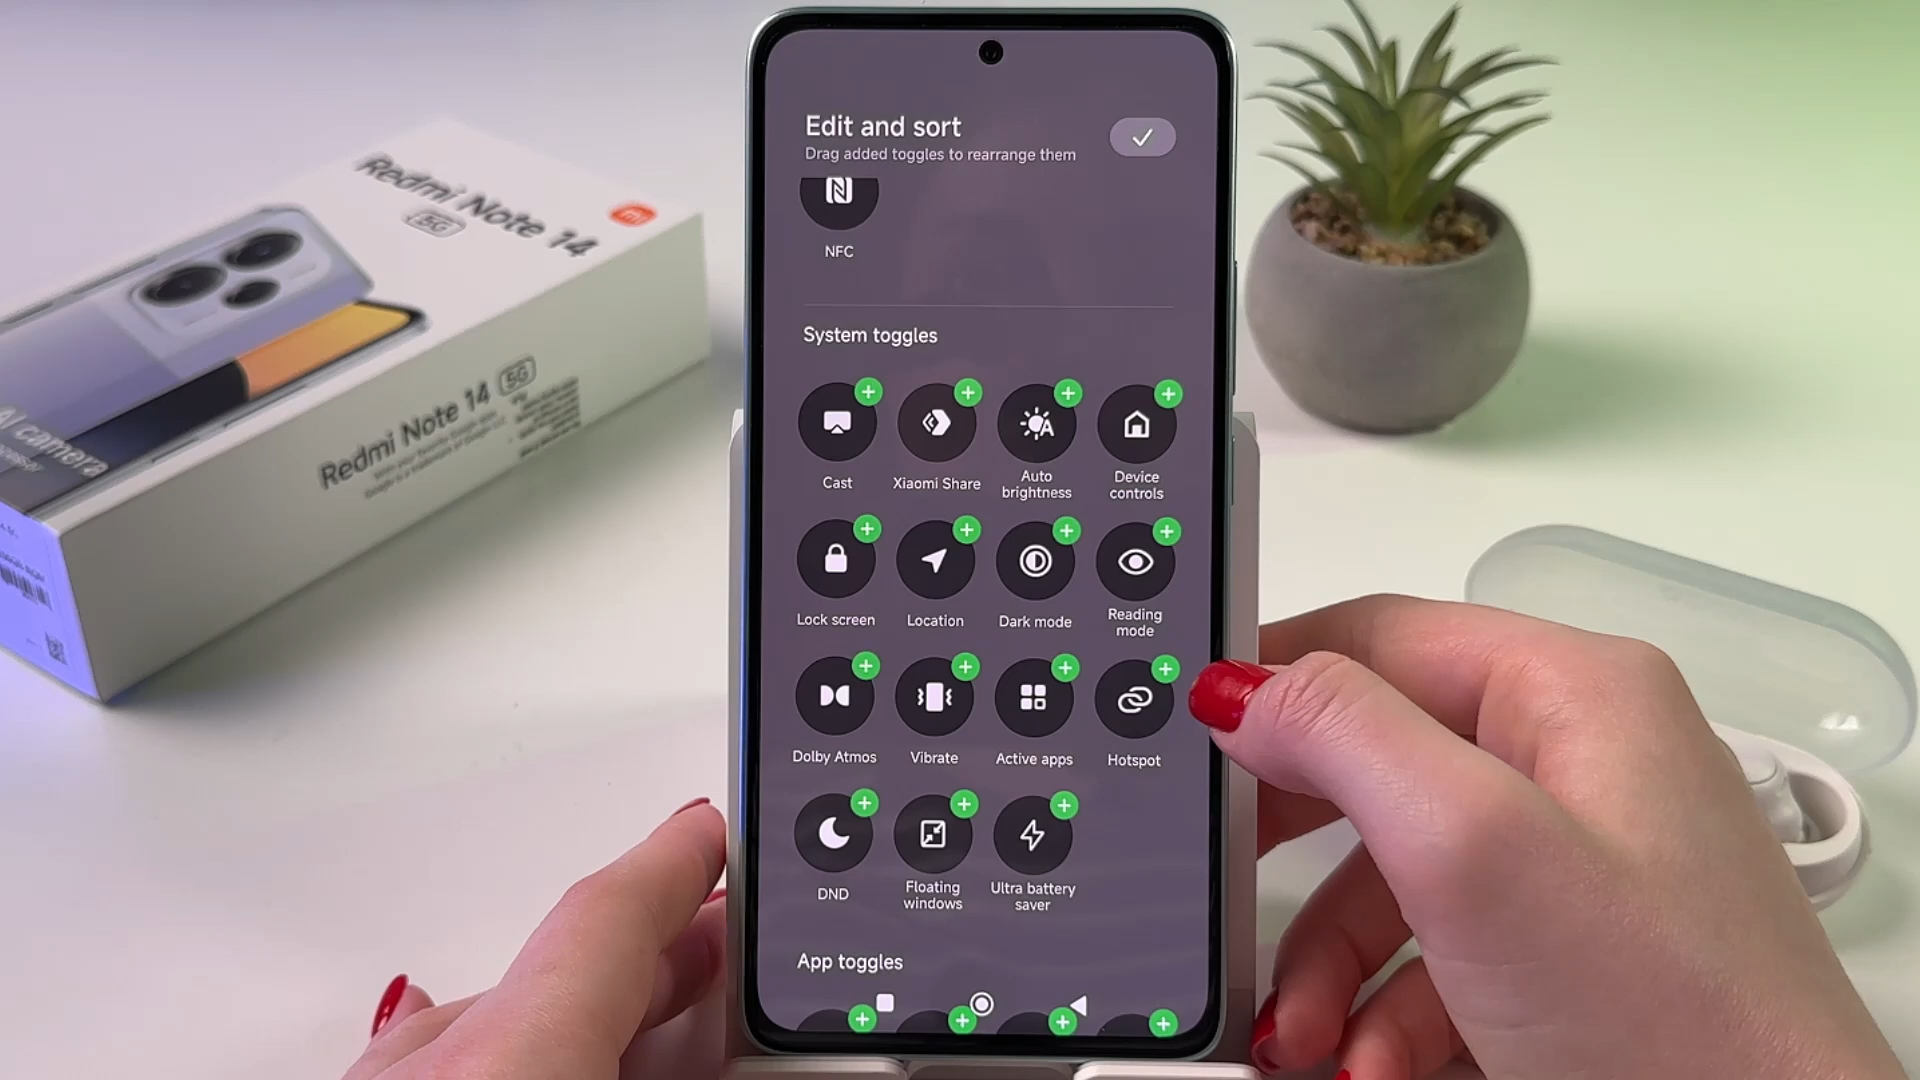 Edit and sort
Drag added toggles to rearrange them
NFC
System toggles
Cast
Xiaomi Share
Auto
brightness
Device
controls
Lock screen
Location
Dark mode
Reading
mode
Dolby Atmos
Vibrate
Active apps
Hotspot
DND
Floating
windows
Ultra battery
saver
App toggles
Redmi Note 14
5G
Redmi Note 14 5G
AI camera